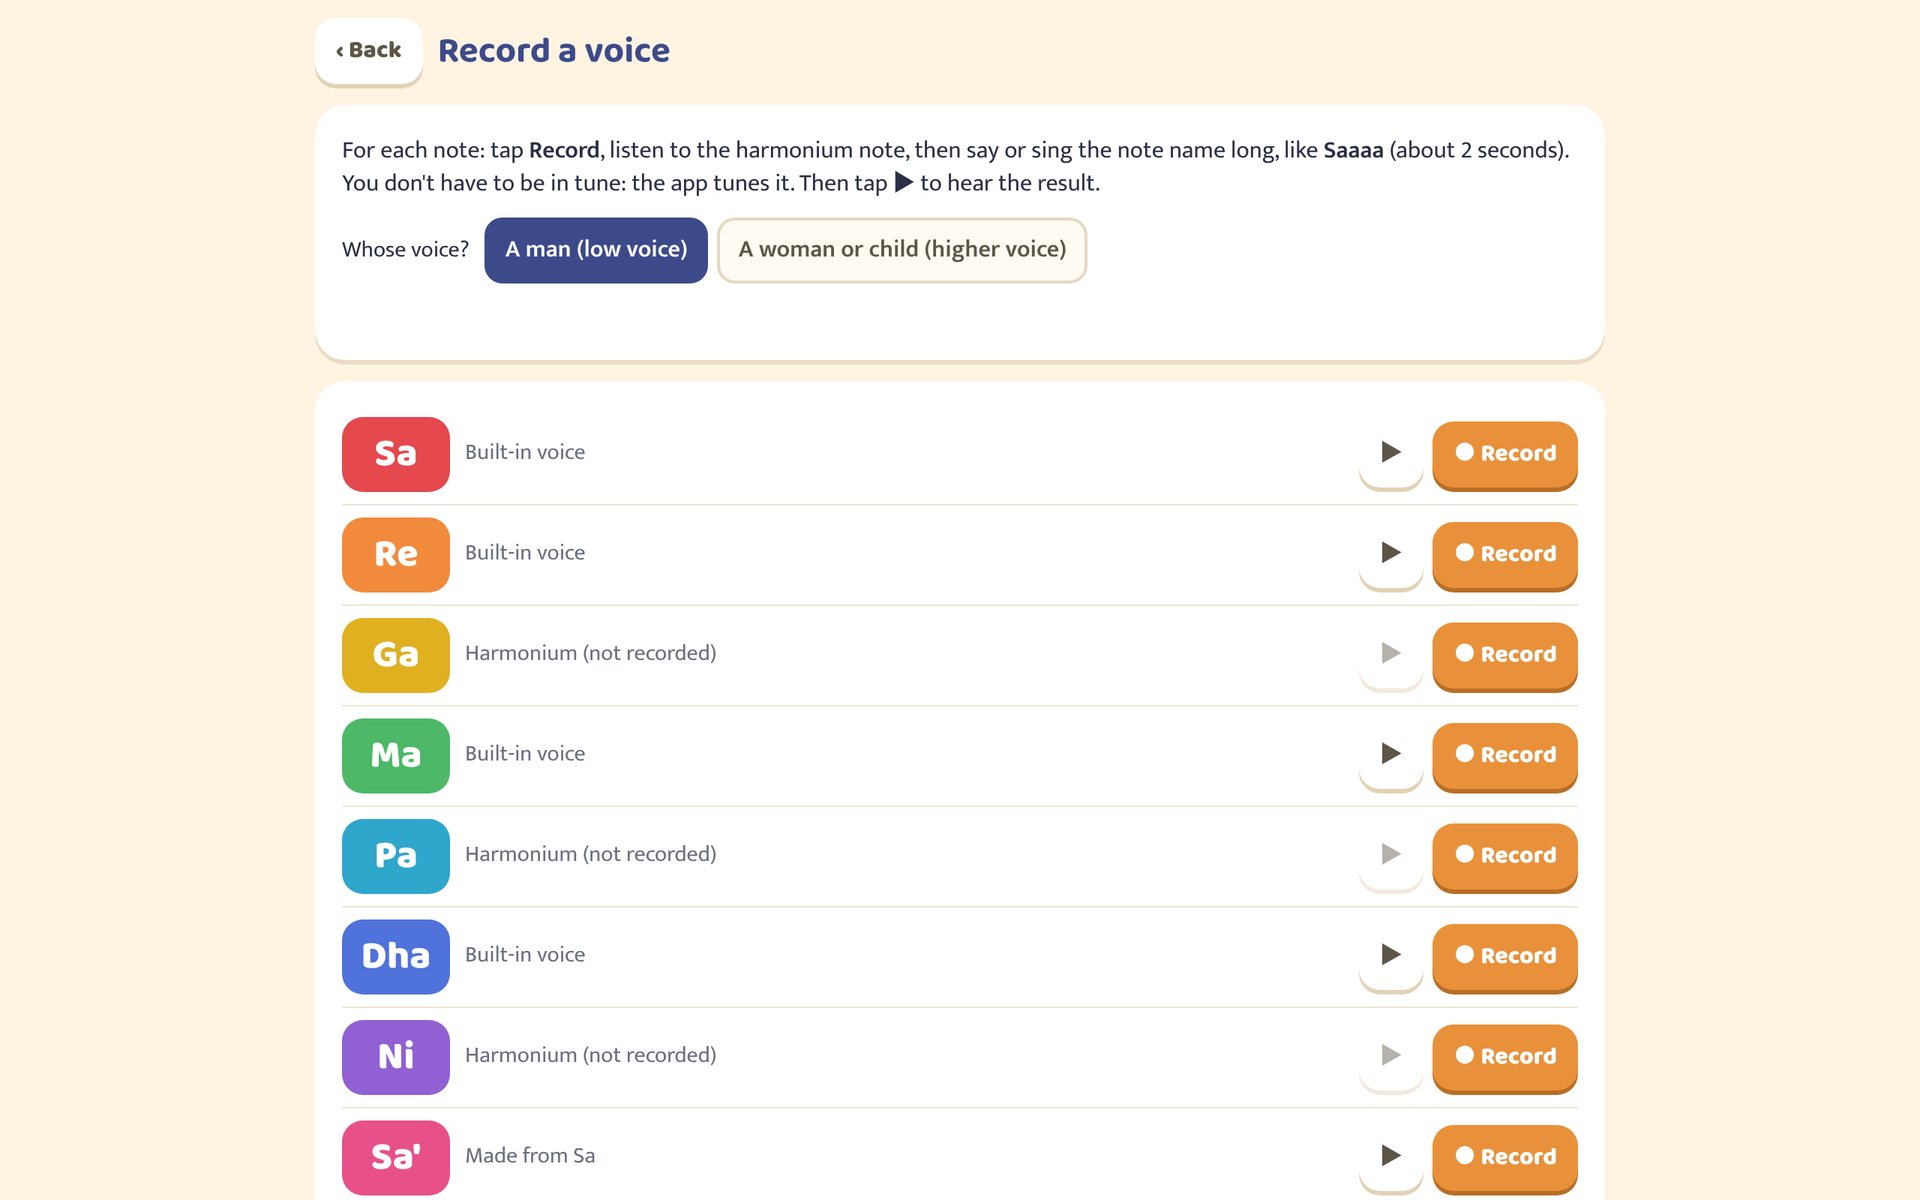 ‹ Back
Record a voice
For each note: tap Record, listen to the harmonium note, then say or sing the note name long, like Saaaa (about 2 seconds).
You don't have to be in tune: the app tunes it. Then tap ▶ to hear the result.
Whose voice? A man (low voice) A woman or child (higher voice)
Sa Built-in voice ▶ Record
Re Built-in voice ▶ Record
Ga Harmonium (not recorded) ▶ Record
Ma Built-in voice ▶ Record
Pa Harmonium (not recorded) ▶ Record
Dha Built-in voice ▶ Record
Ni Harmonium (not recorded) ▶ Record
Sa' Made from Sa ▶ Record